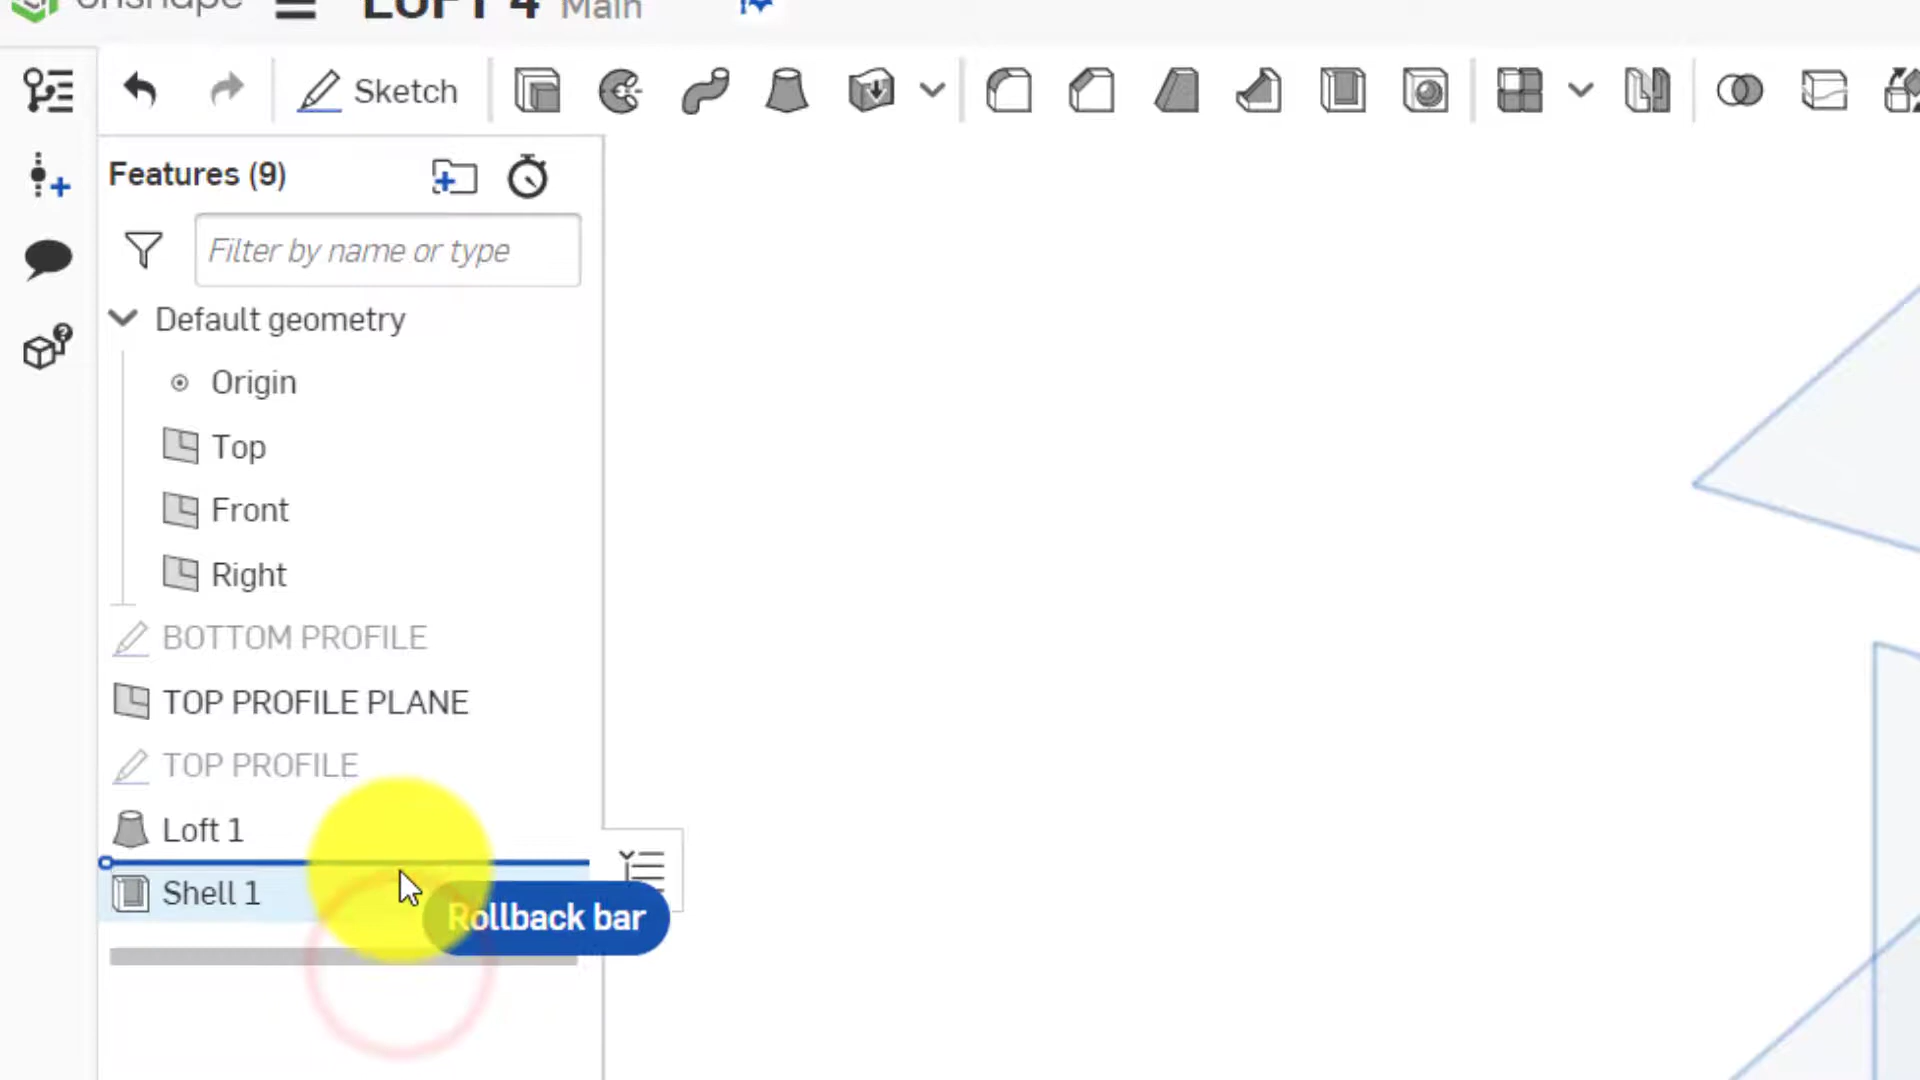 onshape
LOFT 4 Main
Sketch
Features (9)
Filter by name or type
Default geometry
Origin
Top
Front
Right
BOTTOM PROFILE
TOP PROFILE PLANE
TOP PROFILE
Loft 1
Shell 1
Rollback bar